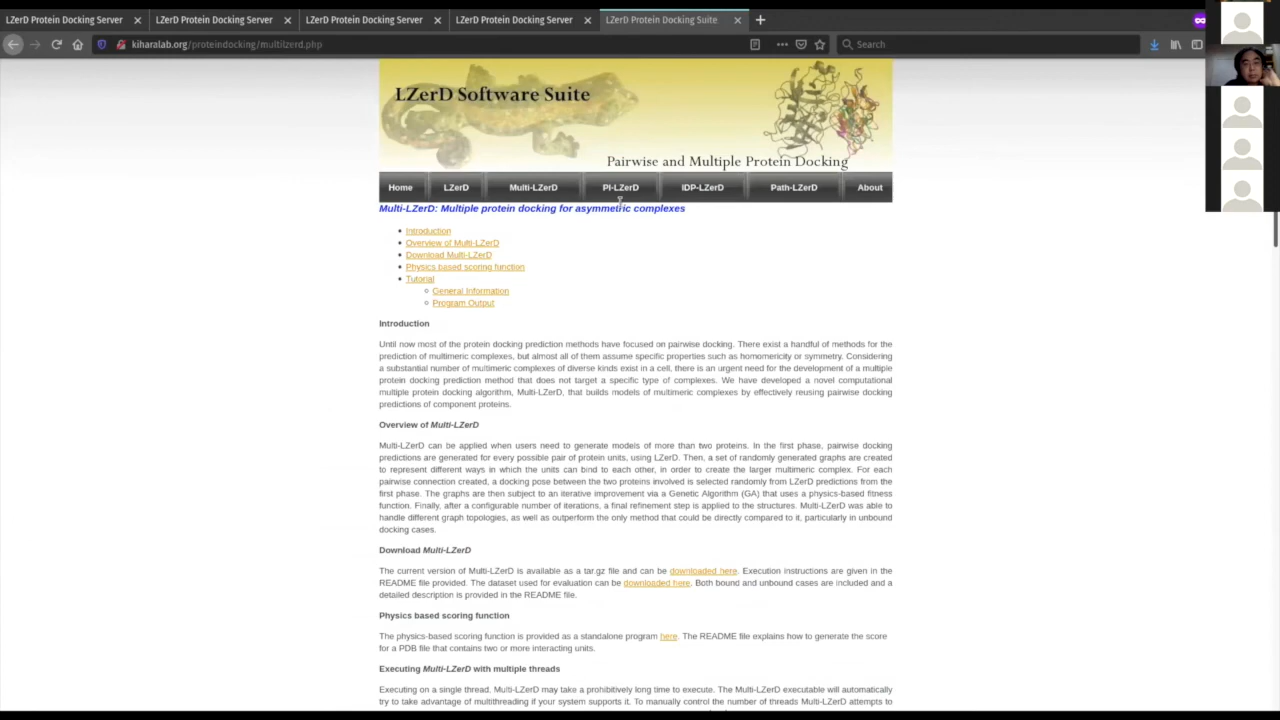 LZerD Protein Docking Server
LZerD Protein Docking Server
LZerD Protein Docking Server
LZerD Protein Docking Server
LZerD Protein Docking Suite
kiharalab.org/proteindocking/multilzerd.php
Search
LZerD Software Suite
Pairwise and Multiple Protein Docking
Home
LZerD
Multi-LZerD
PI-LZerD
IDP-LZerD
Path-LZerD
About
Multi-LZerD: Multiple protein docking for asymmetric complexes
Introduction
Overview of Multi-LZerD
Download Multi-LZerD
Physics based scoring function
Tutorial
General Information
Program Output
Introduction
Until now most of the protein docking prediction methods have focused on pairwise docking. There exist a handful of methods for the
prediction of multimeric complexes, but almost all of them assume specific properties such as homomericity or symmetry. Considering
a substantial number of multimeric complexes of diverse kinds exist in a cell, there is an urgent need for the development of a multiple
protein docking prediction method that does not target a specific type of complexes. We have developed a novel computational
multiple protein docking algorithm, Multi-LZerD, that builds models of multimeric complexes by effectively reusing pairwise docking
predictions of component proteins.
Overview of Multi-LZerD
Multi-LZerD can be applied when users need to generate models of more than two proteins. In the first phase, pairwise docking
predictions are generated for every possible pair of protein units, using LZerD. Then, a set of randomly generated graphs are created
to represent different ways in which the units can bind to each other, in order to create the larger multimeric complex. For each
pairwise connection created, a docking pose between the two proteins involved is selected randomly from LZerD predictions from the
first phase. The graphs are then subject to an iterative improvement via a Genetic Algorithm (GA) that uses a physics-based fitness
function. Finally, after a configurable number of iterations, a final refinement step is applied to the structures. Multi-LZerD was able to
handle different graph topologies, as well as outperform the only method that could be directly compared to it, particularly in unbound
docking cases.
Download Multi-LZerD
The current version of Multi-LZerD is available as a tar.gz file and can be downloaded here. Execution instructions are given in the
README file provided. The dataset used for evaluation can be downloaded here. Both bound and unbound cases are included and a
detailed description is provided in the README file.
Physics based scoring function
The physics-based scoring function is provided as a standalone program here. The README file explains how to generate the score
for a PDB file that contains two or more interacting units.
Executing Multi-LZerD with multiple threads
Executing on a single thread. Multi-LZerD may take a prohibitively long time to execute. The Multi-LZerD executable will automatically
try to take advantage of multithreading if your system supports it. To manually control the number of threads Multi-LZerD attempts to